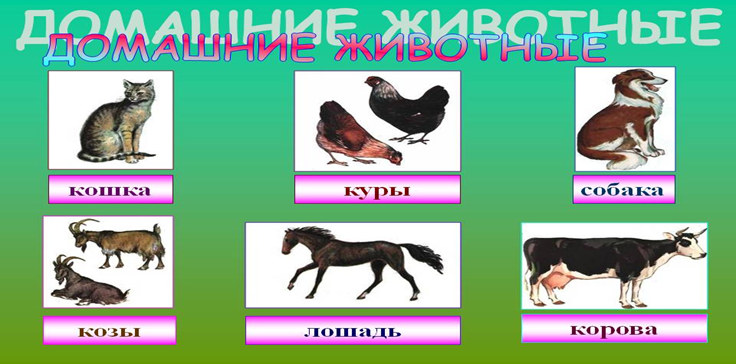 ДОМАШНИЕ ЖИВОТНЫЕ
ДОМАШНИЕ ЖИВОТНЫЕ
кошка
куры
собака
козы
лошадь
корова